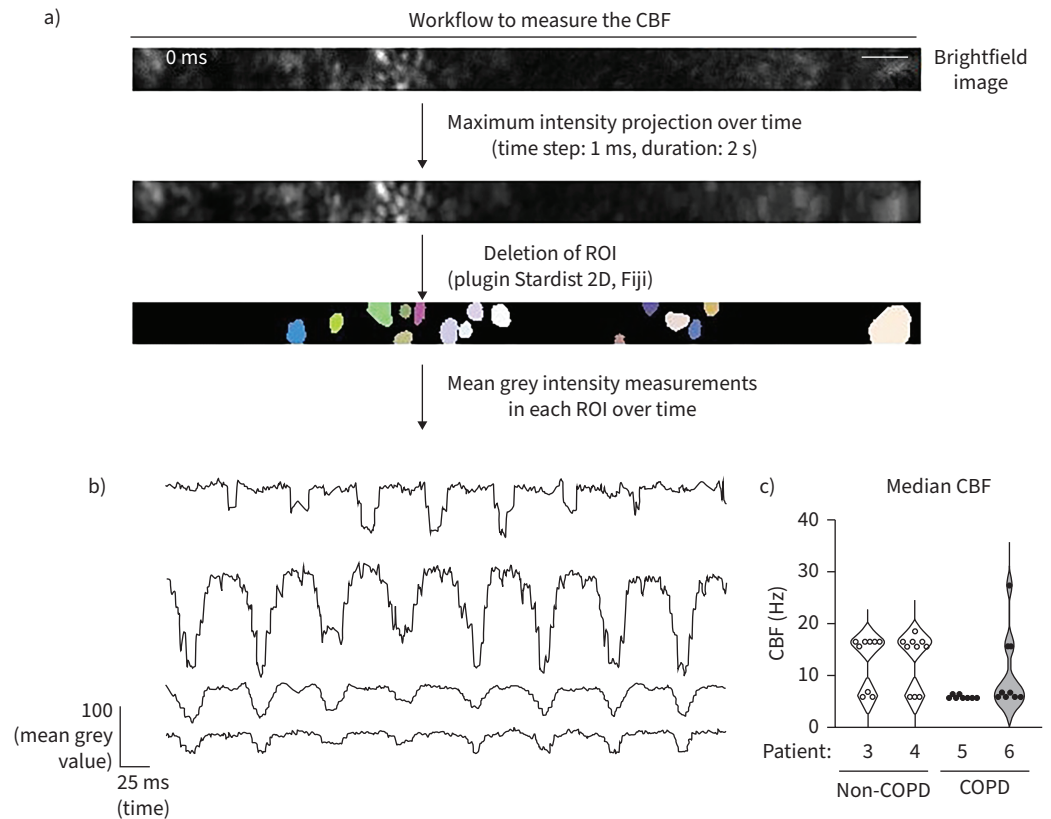 a)
Workflow to measure the CBF
0 ms
Brightfield
image
Maximum intensity projection over time
(time step: 1 ms, duration: 2 s)
Deletion of ROI
(plugin Stardist 2D, Fiji)
Mean grey intensity measurements
in each ROI over time
b)
100
(mean grey
value)
25 ms
(time)
c)
Median CBF
CBF (Hz)
40
30
20
10
0
Patient: 3 4 5 6
Non-COPD COPD